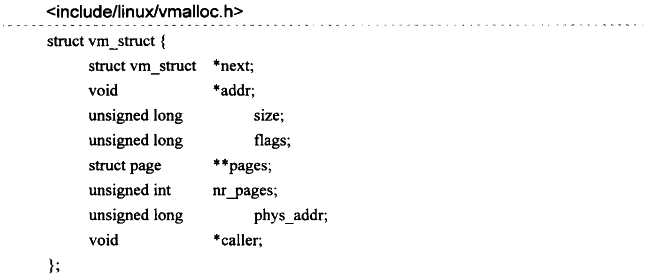 <include/linux/vmalloc.h>
struct vm_struct {
struct vm_struct *next;
void *addr;
unsigned long size;
unsigned long flags;
struct page **pages;
unsigned int nr_pages;
unsigned long phys_addr;
void *caller;
};